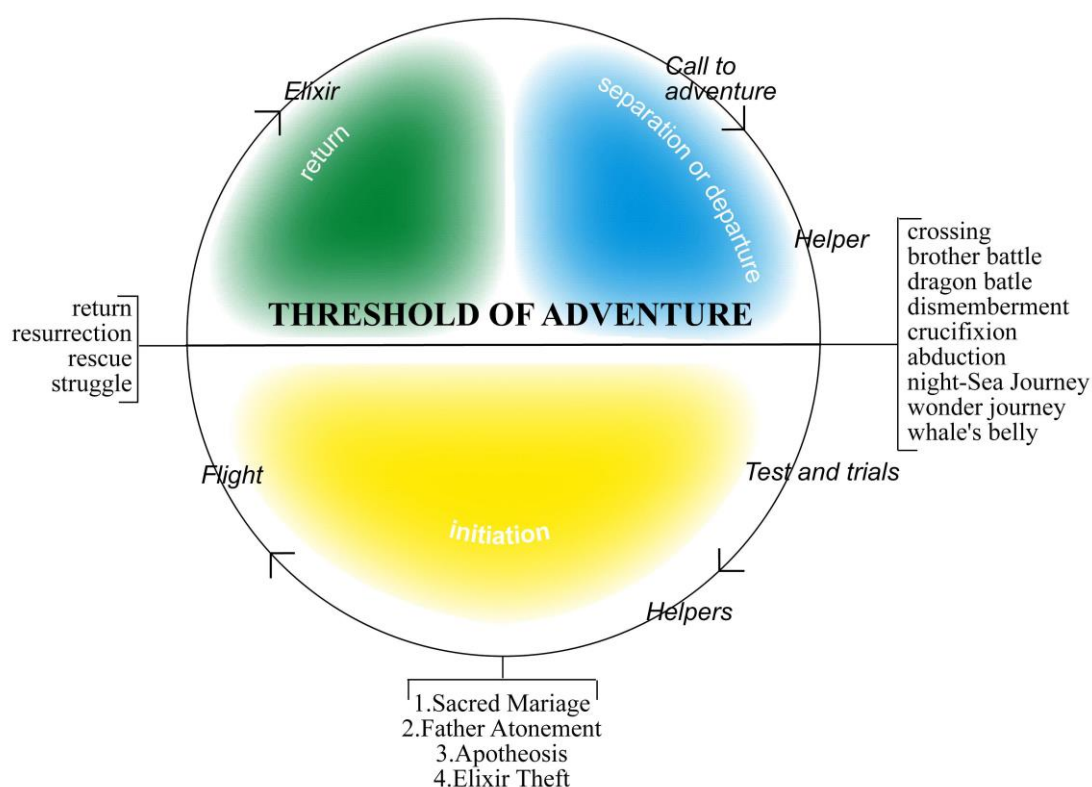 Call to
adventure
Elixir
return
separation or departure
Helper
crossing
brother battle
dragon batle
dismemberment
crucifixion
abduction
night-Sea Journey
wonder journey
whale's belly
THRESHOLD OF ADVENTURE
return
resurrection
rescue
struggle
Flight
Test and trials
initiation
Helpers
1.Sacred Mariage
2.Father Atonement
3.Apotheosis
4.Elixir Theft